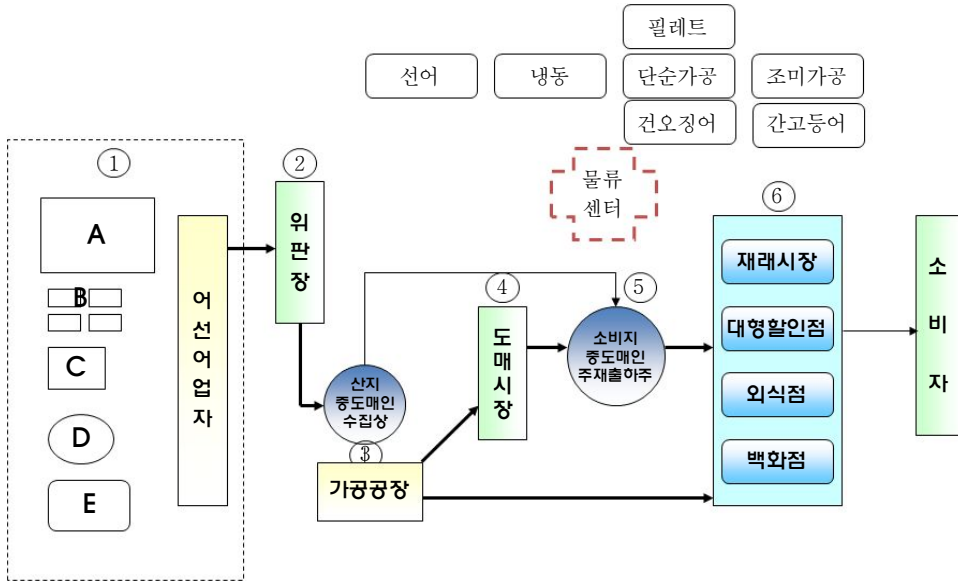 필레트
선어
냉동
단순가공
조미가공
건오징어
간고등어
물류
센터
①
A
B
C
D
E
어
선
어
업
자
②
위
판
장
산지
중도매인
수집상
③
가공공장
④
도
매
시
장
⑤
소비지
중도매인
주재출하주
⑥
재래시장
대형할인점
외식점
백화점
소
비
자